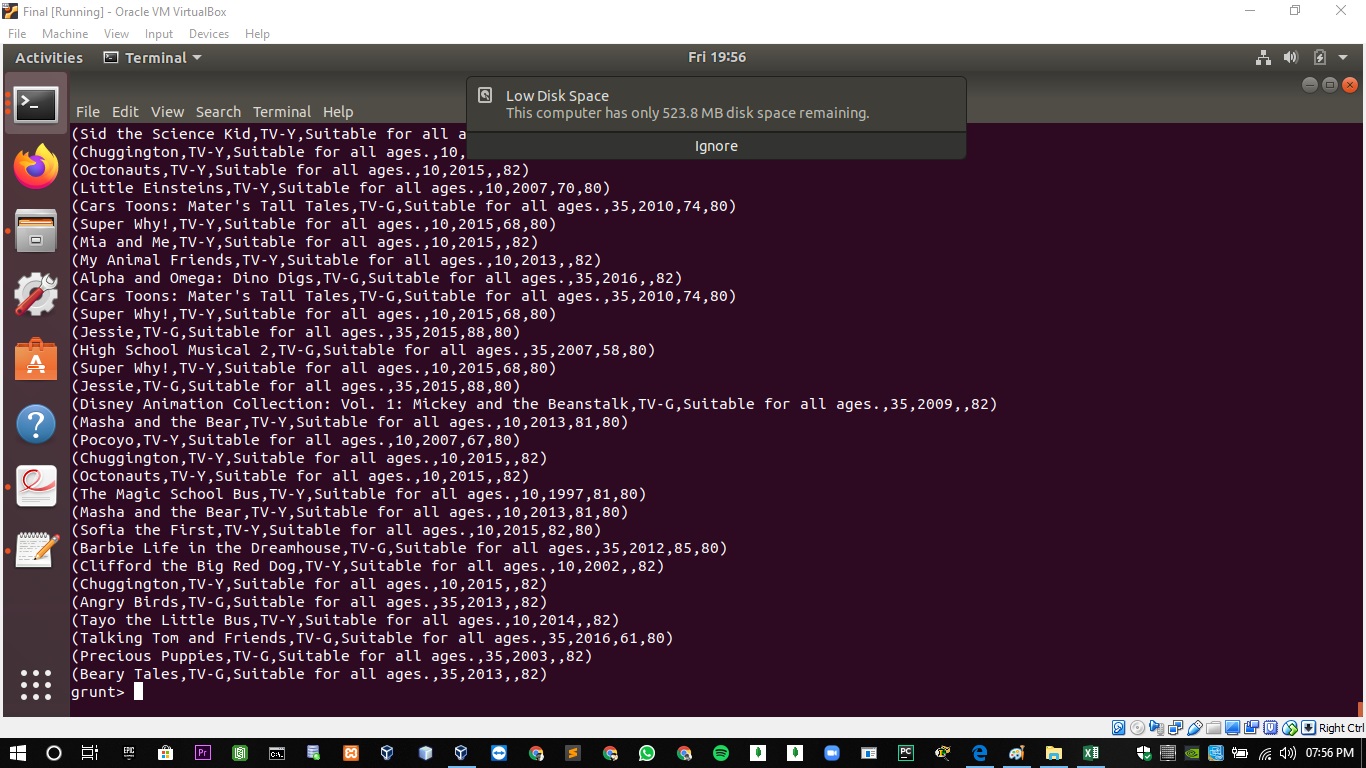 Final [Running] - Oracle VM VirtualBox
File Machine View Input Devices Help
Activities Terminal Fri 19:56
Low Disk Space
This computer has only 523.8 MB disk space remaining.
Ignore
File Edit View Search Terminal Help
(Sid the Science Kid,TV-Y,Suitable for all a
(Chuggington,TV-Y,Suitable for all ages.,10,
(Octonauts,TV-Y,Suitable for all ages.,10,2015,,82)
(Little Einsteins,TV-Y,Suitable for all ages.,10,2007,70,80)
(Cars Toons: Mater's Tall Tales,TV-G,Suitable for all ages.,35,2010,74,80)
(Super Why!,TV-Y,Suitable for all ages.,10,2015,68,80)
(Mia and Me,TV-Y,Suitable for all ages.,10,2015,,82)
(My Animal Friends,TV-Y,Suitable for all ages.,10,2013,,82)
(Alpha and Omega: Dino Digs,TV-G,Suitable for all ages.,35,2016,,82)
(Cars Toons: Mater's Tall Tales,TV-G,Suitable for all ages.,35,2010,74,80)
(Super Why!,TV-Y,Suitable for all ages.,10,2015,68,80)
(Jessie,TV-G,Suitable for all ages.,35,2015,88,80)
(High School Musical 2,TV-G,Suitable for all ages.,35,2007,58,80)
(Super Why!,TV-Y,Suitable for all ages.,10,2015,68,80)
(Jessie,TV-G,Suitable for all ages.,35,2015,88,80)
(Disney Animation Collection: Vol. 1: Mickey and the Beanstalk,TV-G,Suitable for all ages.,35,2009,,82)
(Masha and the Bear,TV-Y,Suitable for all ages.,10,2013,81,80)
(Pocoyo,TV-Y,Suitable for all ages.,10,2007,67,80)
(Chuggington,TV-Y,Suitable for all ages.,10,2015,,82)
(Octonauts,TV-Y,Suitable for all ages.,10,2015,,82)
(The Magic School Bus,TV-Y,Suitable for all ages.,10,1997,81,80)
(Masha and the Bear,TV-Y,Suitable for all ages.,10,2013,81,80)
(Sofia the First,TV-Y,Suitable for all ages.,10,2015,82,80)
(Barbie Life in the Dreamhouse,TV-G,Suitable for all ages.,35,2012,85,80)
(Clifford the Big Red Dog,TV-Y,Suitable for all ages.,10,2002,,82)
(Chuggington,TV-Y,Suitable for all ages.,10,2015,,82)
(Angry Birds,TV-G,Suitable for all ages.,35,2013,,82)
(Tayo the Little Bus,TV-Y,Suitable for all ages.,10,2014,,82)
(Talking Tom and Friends,TV-G,Suitable for all ages.,35,2016,61,80)
(Precious Puppies,TV-G,Suitable for all ages.,35,2003,,82)
(Beary Tales,TV-G,Suitable for all ages.,35,2013,,82)
grunt>
Right Ctrl
07:56 PM